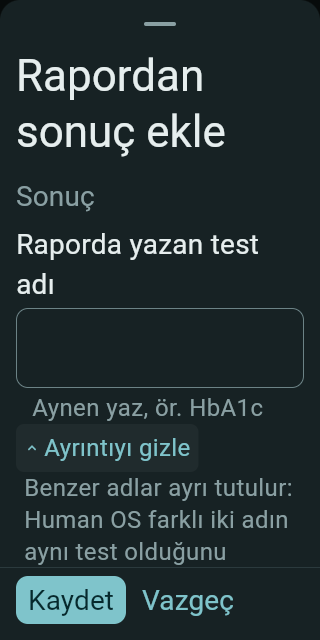 Rapordan
sonuç ekle
Sonuç
Raporda yazan test
adı
Aynen yaz, ör. HbA1c
Ayrıntıyı gizle
Benzer adlar ayrı tutulur:
Human OS farklı iki adın
aynı test olduğunu
Kaydet Vazgeç